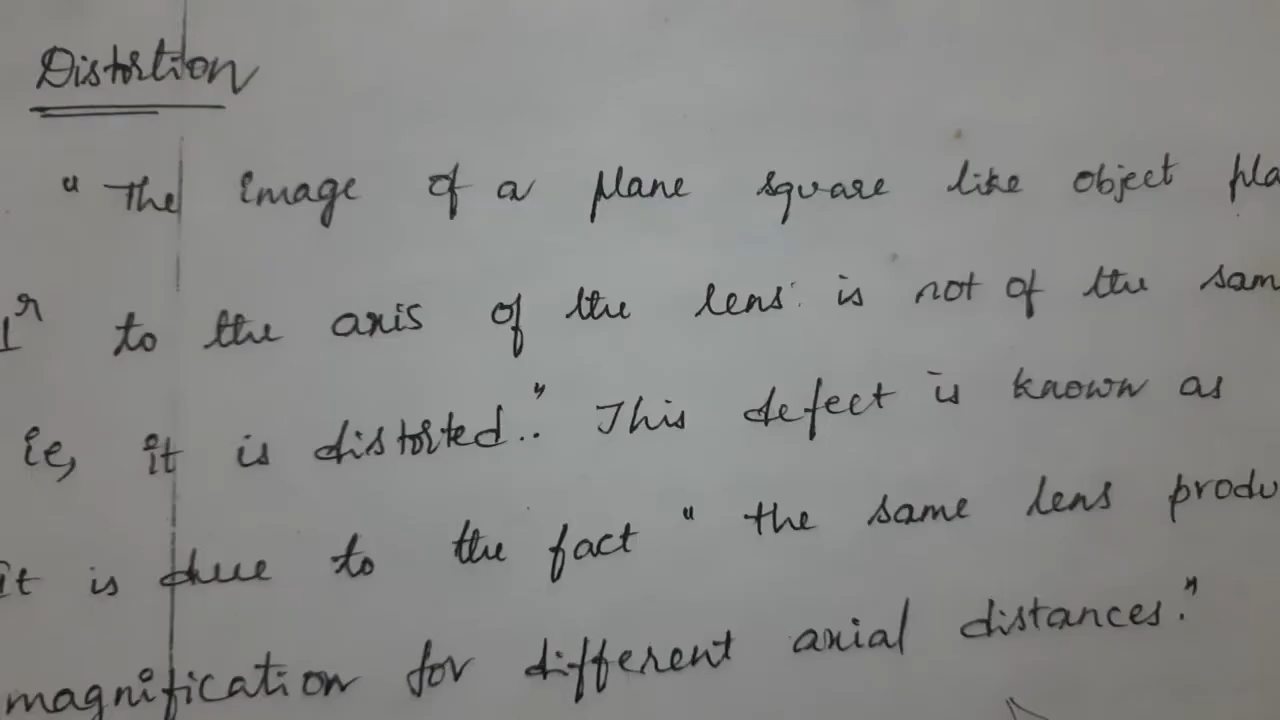 Distortion
"The image of a plane square like object pla
⊥r to the axis of the lens is not of the sam
ie, it is distorted.." This defect is known as
it is due to the fact " the same lens produ
magnification for different axial distances."